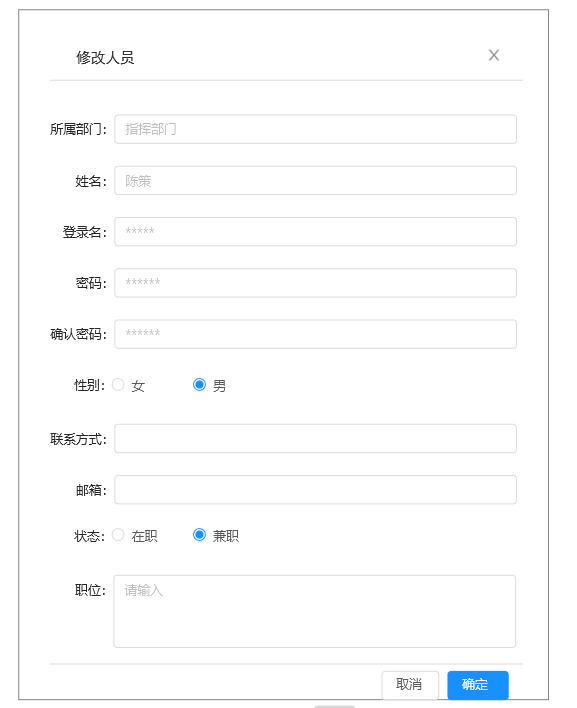 修改人员 X
所属部门: 指挥部门
姓名: 陈策
登录名: *****
密码: ******
确认密码: ******
性别: 女 男
联系方式:
邮箱:
状态: 在职 兼职
职位: 请输入
取消 确定